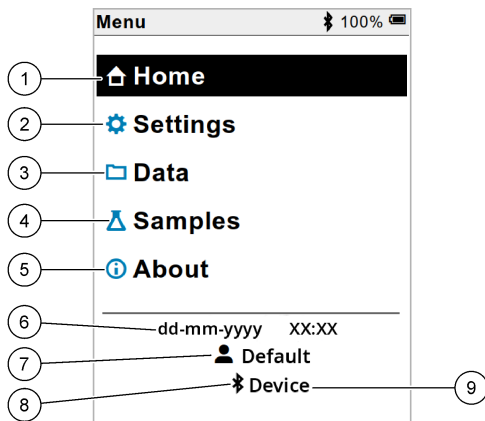 Menu 100%
1 Home
2 Settings
3 Data
4 Samples
5 About
6 dd-mm-yyyy XX:XX
7 Default
8 Device 9